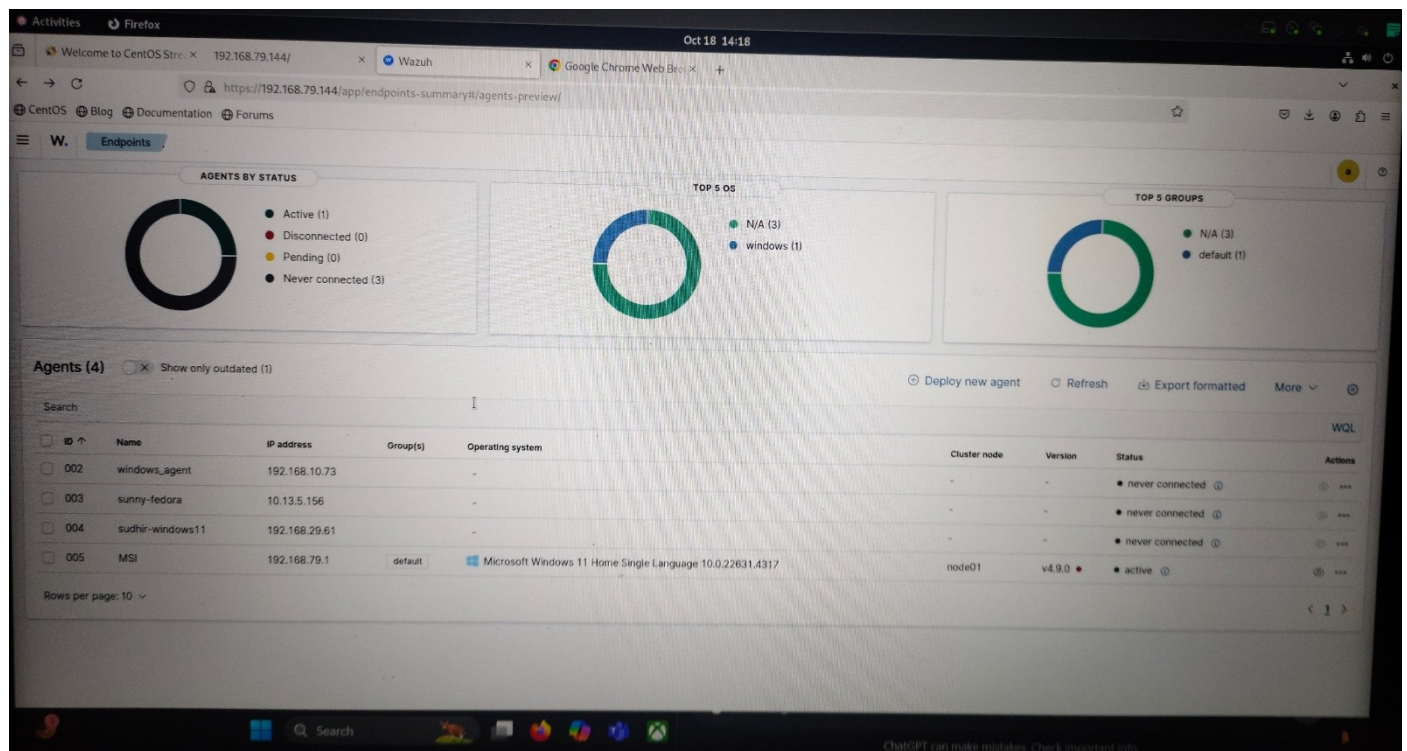 Activities Firefox
Oct 18 14:18
Welcome to CentOS Stre
192.168.79.144/
Wazuh
Google Chrome Web Bro
https://192.168.79.144/app/endpoints-summary#/agents-preview/
CentOS Blog Documentation Forums
W. Endpoints
a
AGENTS BY STATUS
Active (1)
Disconnected (0)
Pending (0)
Never connected (3)
TOP 5 OS
N/A (3)
windows (1)
TOP 5 GROUPS
N/A (3)
default (1)
Agents (4) Show only outdated (1)
Deploy new agent Refresh Export formatted More
Search
WQL
ID Name IP address Group(s) Operating system Cluster node Version Status Actions
002 windows_agent 192.168.10.73 - - - never connected
003 sunny-fedora 10.13.5.156 - - - never connected
004 sudhir-windows11 192.168.29.61 - - - never connected
005 MSI 192.168.79.1 default Microsoft Windows 11 Home Single Language 10.0.22631.4317 node01 v4.9.0 active
Rows per page: 10
< 1 >
Search
ChatGPT can make mistakes. Check important info.